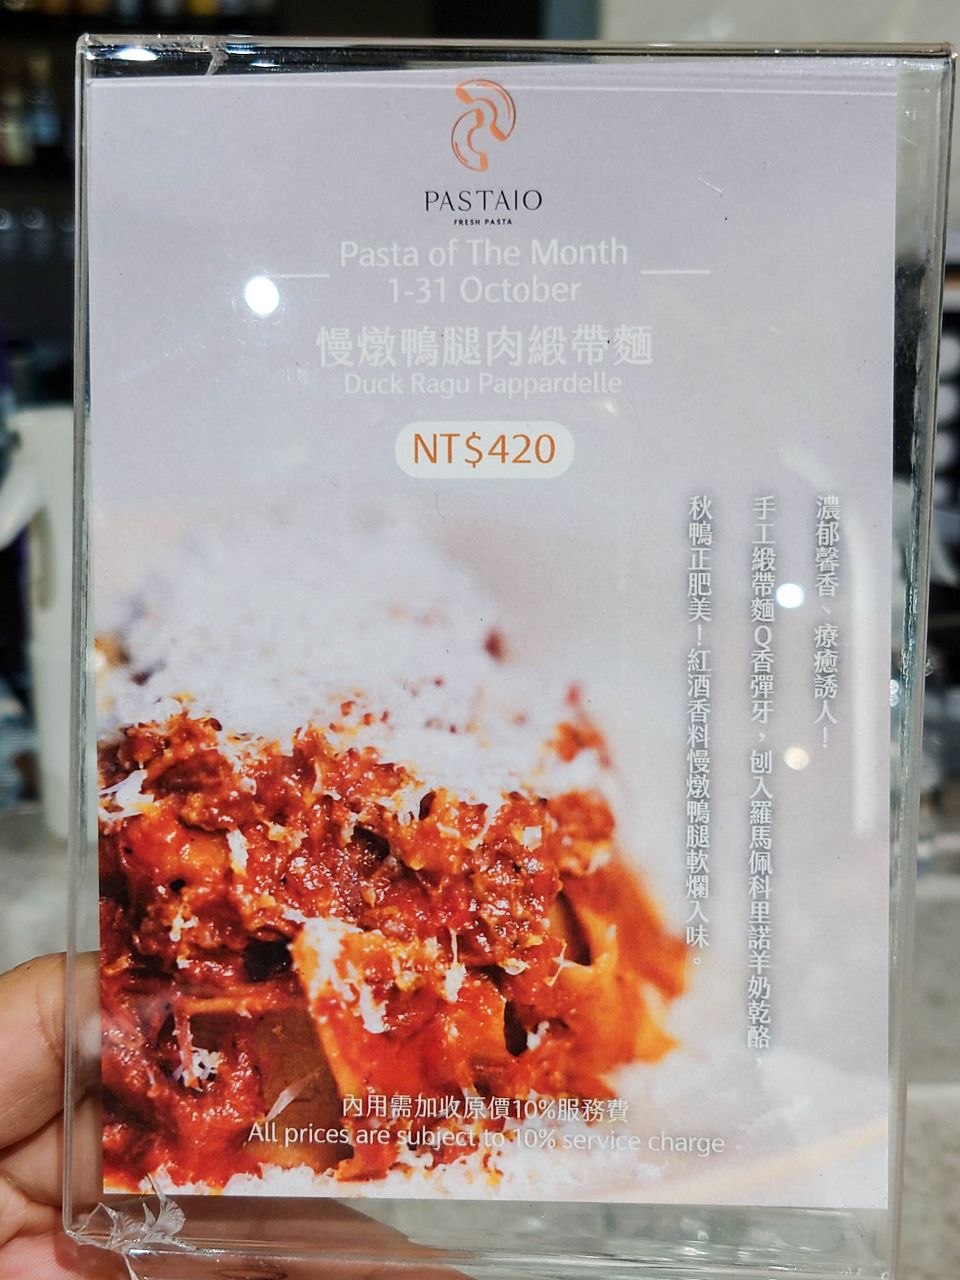 PASTAIO
FRESH PASTA
Pasta of The Month
1-31 October
慢燉鴨腿肉緞帶麵
Duck Ragu Pappardelle
NT$420
秋鴨正肥美！紅酒香料慢燉鴨腿軟爛入味。
手工緞帶麵Q香彈牙，刨入羅馬佩科里諾羊奶乾酪，
濃郁馨香、療癒誘人！
內用需加收原價10%服務費
All prices are subject to 10% service charge